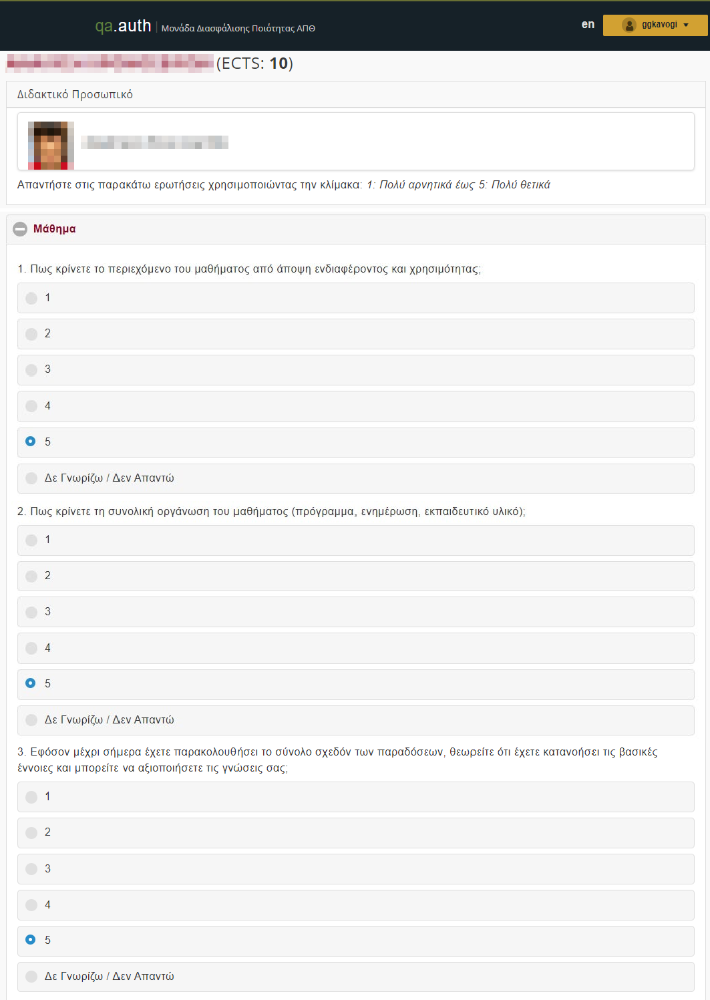 qa.auth | Μονάδα Διασφάλισης Ποιότητας ΑΠΘ en ggkavogi
(ECTS: 10)
Διδακτικό Προσωπικό
Απαντήστε στις παρακάτω ερωτήσεις χρησιμοποιώντας την κλίμακα: 1: Πολύ αρνητικά έως 5: Πολύ θετικά
Μάθημα
1. Πως κρίνετε το περιεχόμενο του μαθήματος από άποψη ενδιαφέροντος και χρησιμότητας;
1
2
3
4
5
Δε Γνωρίζω / Δεν Απαντώ
2. Πως κρίνετε τη συνολική οργάνωση του μαθήματος (πρόγραμμα, ενημέρωση, εκπαιδευτικό υλικό);
1
2
3
4
5
Δε Γνωρίζω / Δεν Απαντώ
3. Εφόσον μέχρι σήμερα έχετε παρακολουθήσει το σύνολο σχεδόν των παραδόσεων, θεωρείτε ότι έχετε κατανοήσει τις βασικές
έννοιες και μπορείτε να αξιοποιήσετε τις γνώσεις σας;
1
2
3
4
5
Δε Γνωρίζω / Δεν Απαντώ